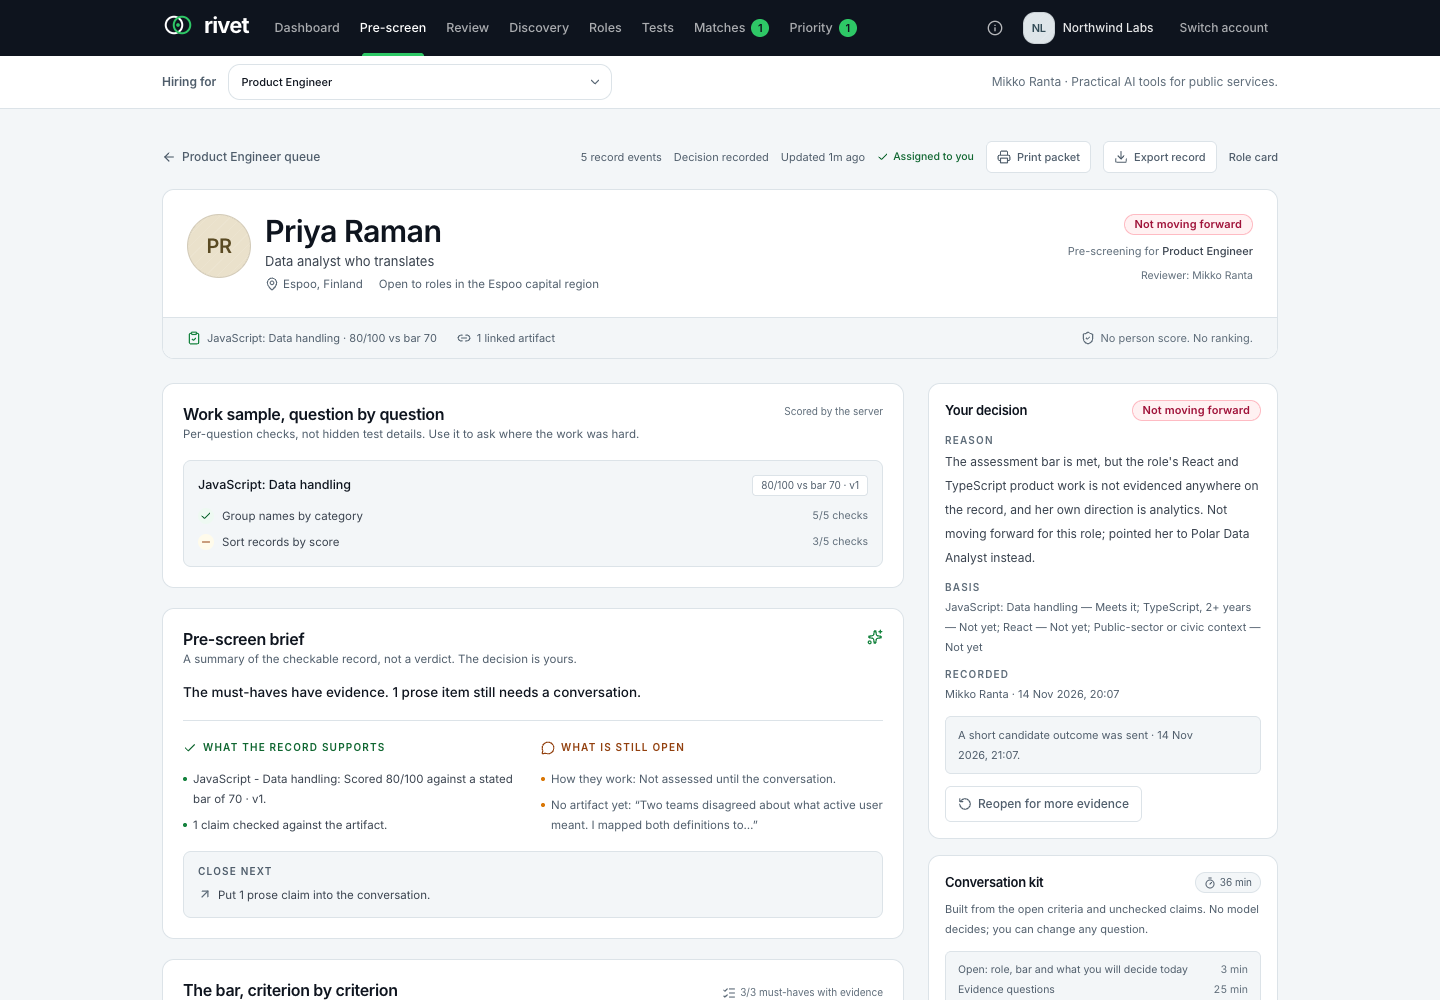 rivet
Dashboard
Pre-screen
Review
Discovery
Roles
Tests
Matches 1
Priority 1
NL
Northwind Labs
Switch account
Hiring for
Product Engineer
Mikko Ranta · Practical AI tools for public services.
Product Engineer queue
5 record events
Decision recorded
Updated 1m ago
Assigned to you
Print packet
Export record
Role card
PR
Priya Raman
Data analyst who translates
Espoo, Finland
Open to roles in the Espoo capital region
Not moving forward
Pre-screening for Product Engineer
Reviewer: Mikko Ranta
JavaScript: Data handling · 80/100 vs bar 70
1 linked artifact
No person score. No ranking.
Work sample, question by question
Scored by the server
Per-question checks, not hidden test details. Use it to ask where the work was hard.
JavaScript: Data handling
80/100 vs bar 70 · v1
Group names by category
5/5 checks
Sort records by score
3/5 checks
Pre-screen brief
A summary of the checkable record, not a verdict. The decision is yours.
The must-haves have evidence. 1 prose item still needs a conversation.
WHAT THE RECORD SUPPORTS
JavaScript - Data handling: Scored 80/100 against a stated
bar of 70 · v1.
1 claim checked against the artifact.
WHAT IS STILL OPEN
How they work: Not assessed until the conversation.
No artifact yet: “Two teams disagreed about what active user
meant. I mapped both definitions to…”
CLOSE NEXT
Put 1 prose claim into the conversation.
The bar, criterion by criterion
3/3 must-haves with evidence
Your decision
Not moving forward
REASON
The assessment bar is met, but the role's React and
TypeScript product work is not evidenced anywhere on
the record, and her own direction is analytics. Not
moving forward for this role; pointed her to Polar Data
Analyst instead.
BASIS
JavaScript: Data handling — Meets it; TypeScript, 2+ years
— Not yet; React — Not yet; Public-sector or civic context —
Not yet
RECORDED
Mikko Ranta · 14 Nov 2026, 20:07
A short candidate outcome was sent · 14 Nov
2026, 21:07.
Reopen for more evidence
Conversation kit
36 min
Built from the open criteria and unchecked claims. No model
decides; you can change any question.
Open: role, bar and what you will decide today
3 min
Evidence questions
25 min